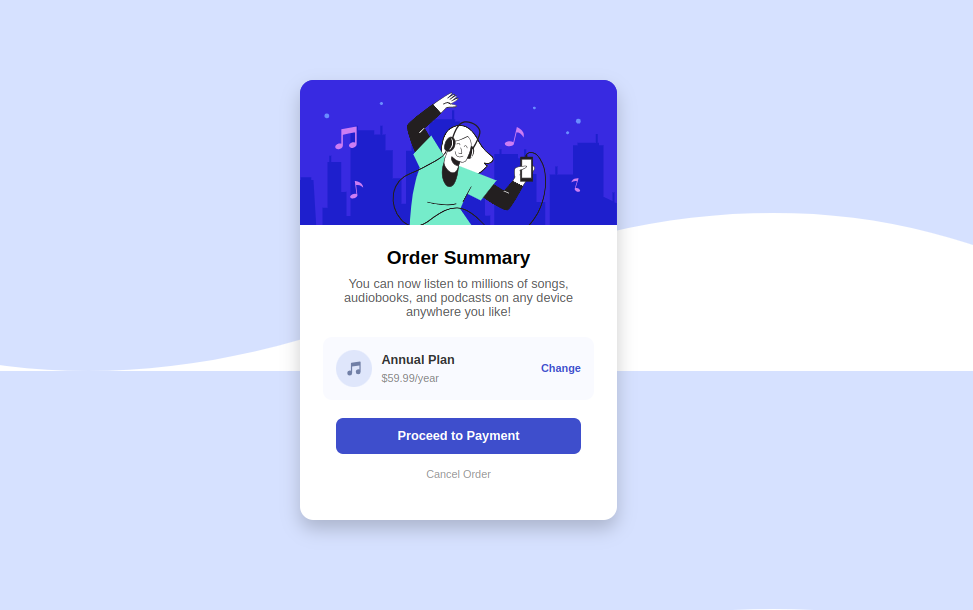 Order Summary
You can now listen to millions of songs,
audiobooks, and podcasts on any device
anywhere you like!
Annual Plan
$59.99/year
Change
Proceed to Payment
Cancel Order